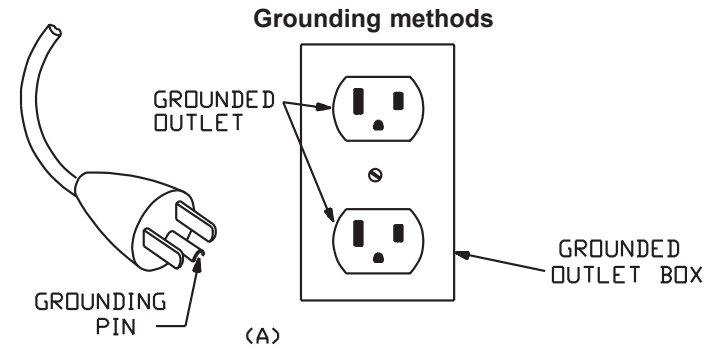 Grounding methods
GROUNDED
OUTLET
GROUNDED
OUTLET BOX
GROUNDING
PIN
(A)